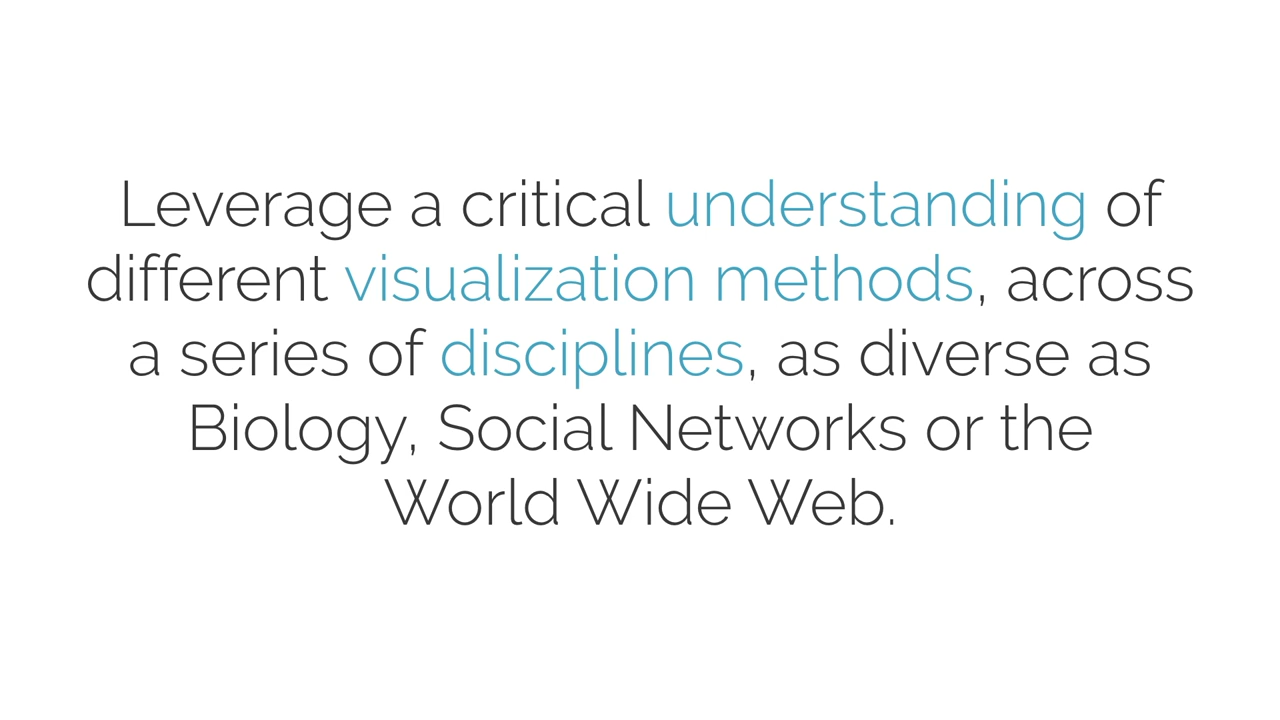 Leverage a critical understanding of
different visualization methods, across
a series of disciplines, as diverse as
Biology, Social Networks or the
World Wide Web.